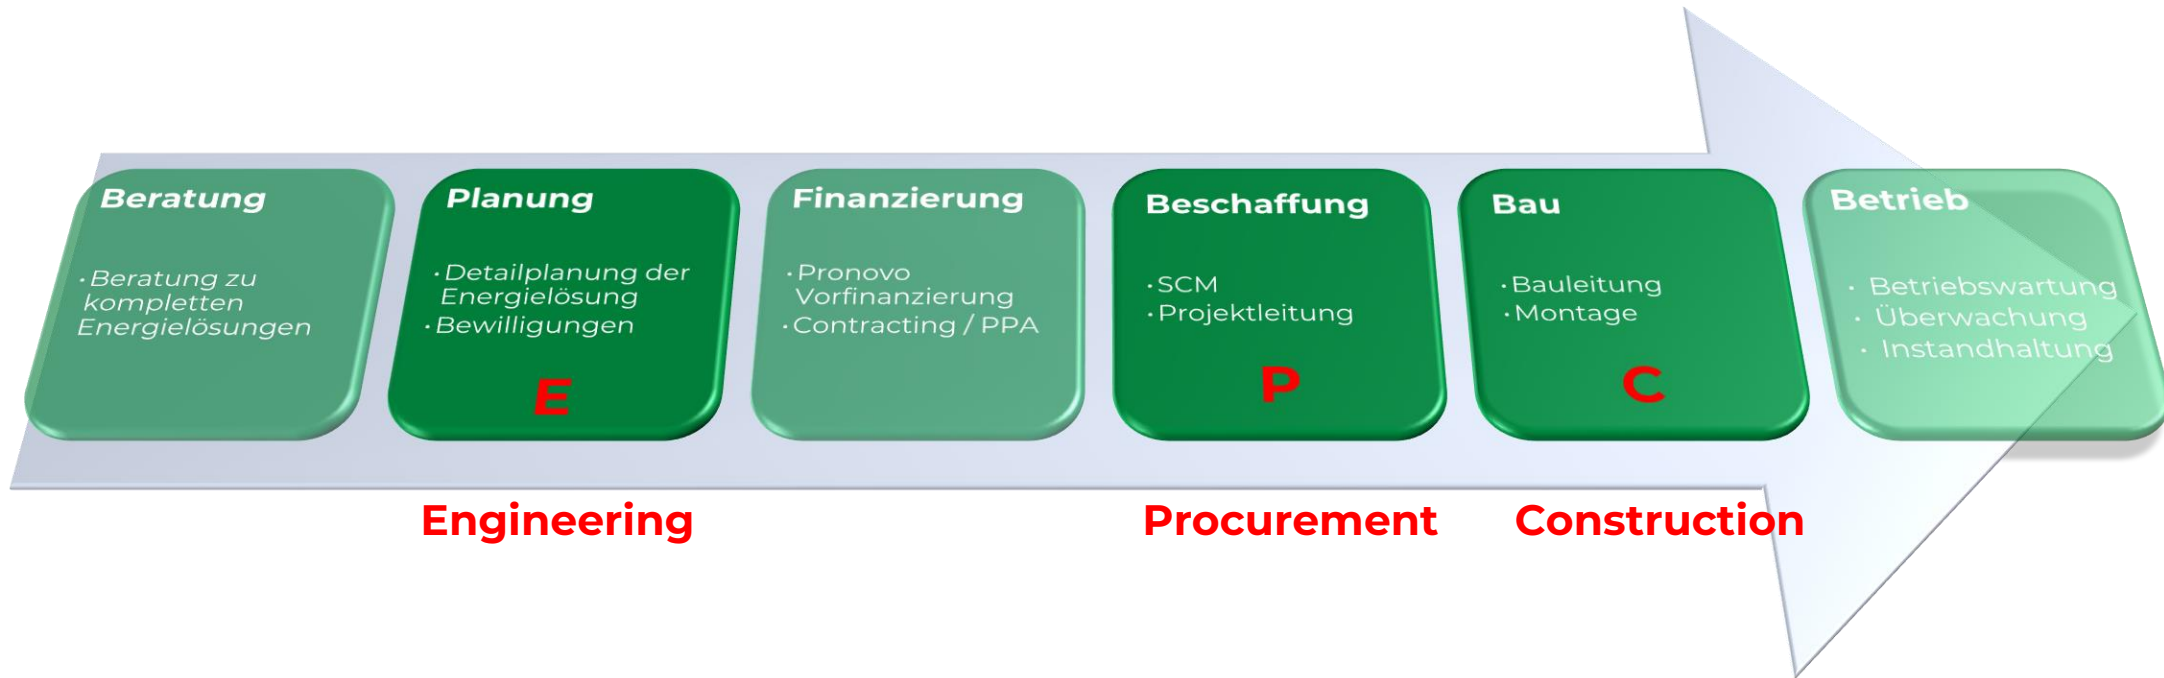 Beratung
· Beratung zu
kompletten
Energielösungen
Planung
· Detailplanung der
Energielösung
· Bewilligungen
E
Finanzierung
· Pronovo
Vorfinanzierung
· Contracting / PPA
Beschaffung
· SCM
· Projektleitung
P
Bau
· Bauleitung
· Montage
C
Betrieb
· Betriebswartung
· Überwachung
· Instandhaltung
Engineering
Procurement
Construction